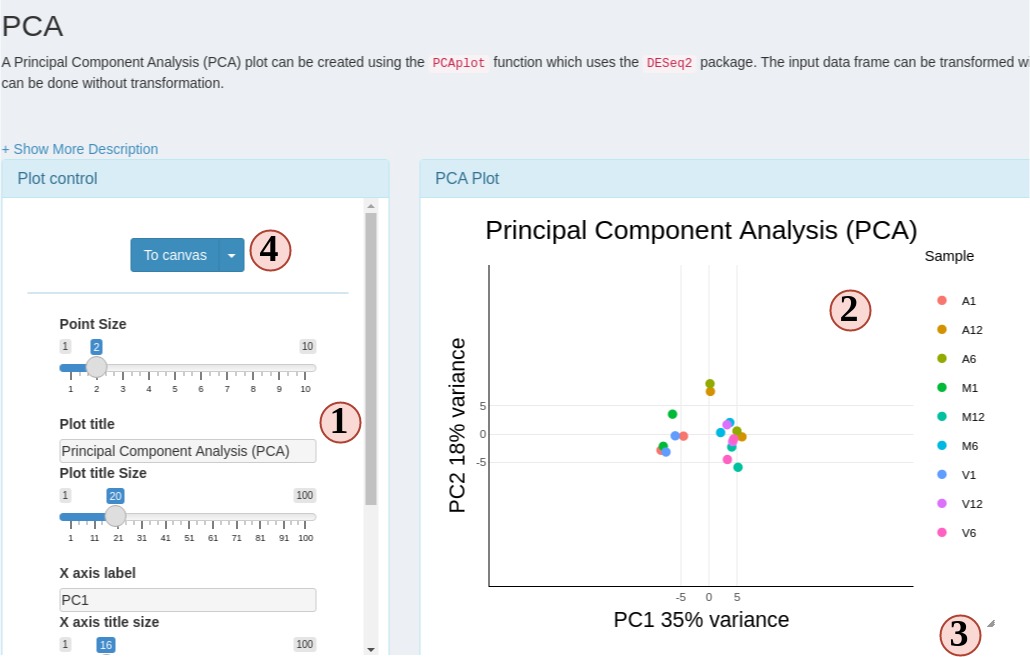 PCA
A Principal Component Analysis (PCA) plot can be created using the PCAplot function which uses the DESeq2 package. The input data frame can be transformed
can be done without transformation.
+ Show More Description
Plot control
To canvas
4
Point Size
1 2 10
1 2 3 4 5 6 7 8 9 10
1
Plot title
Principal Component Analysis (PCA)
Plot title Size
1 20 100
1 11 21 31 41 51 61 71 81 91 100
X axis label
PC1
X axis title size
1 16 100
PCA Plot
Principal Component Analysis (PCA)
2
PC2 18% variance
5
0
-5
-5 0 5
PC1 35% variance
Sample
A1
A12
A6
M1
M12
M6
V1
V12
V6
3